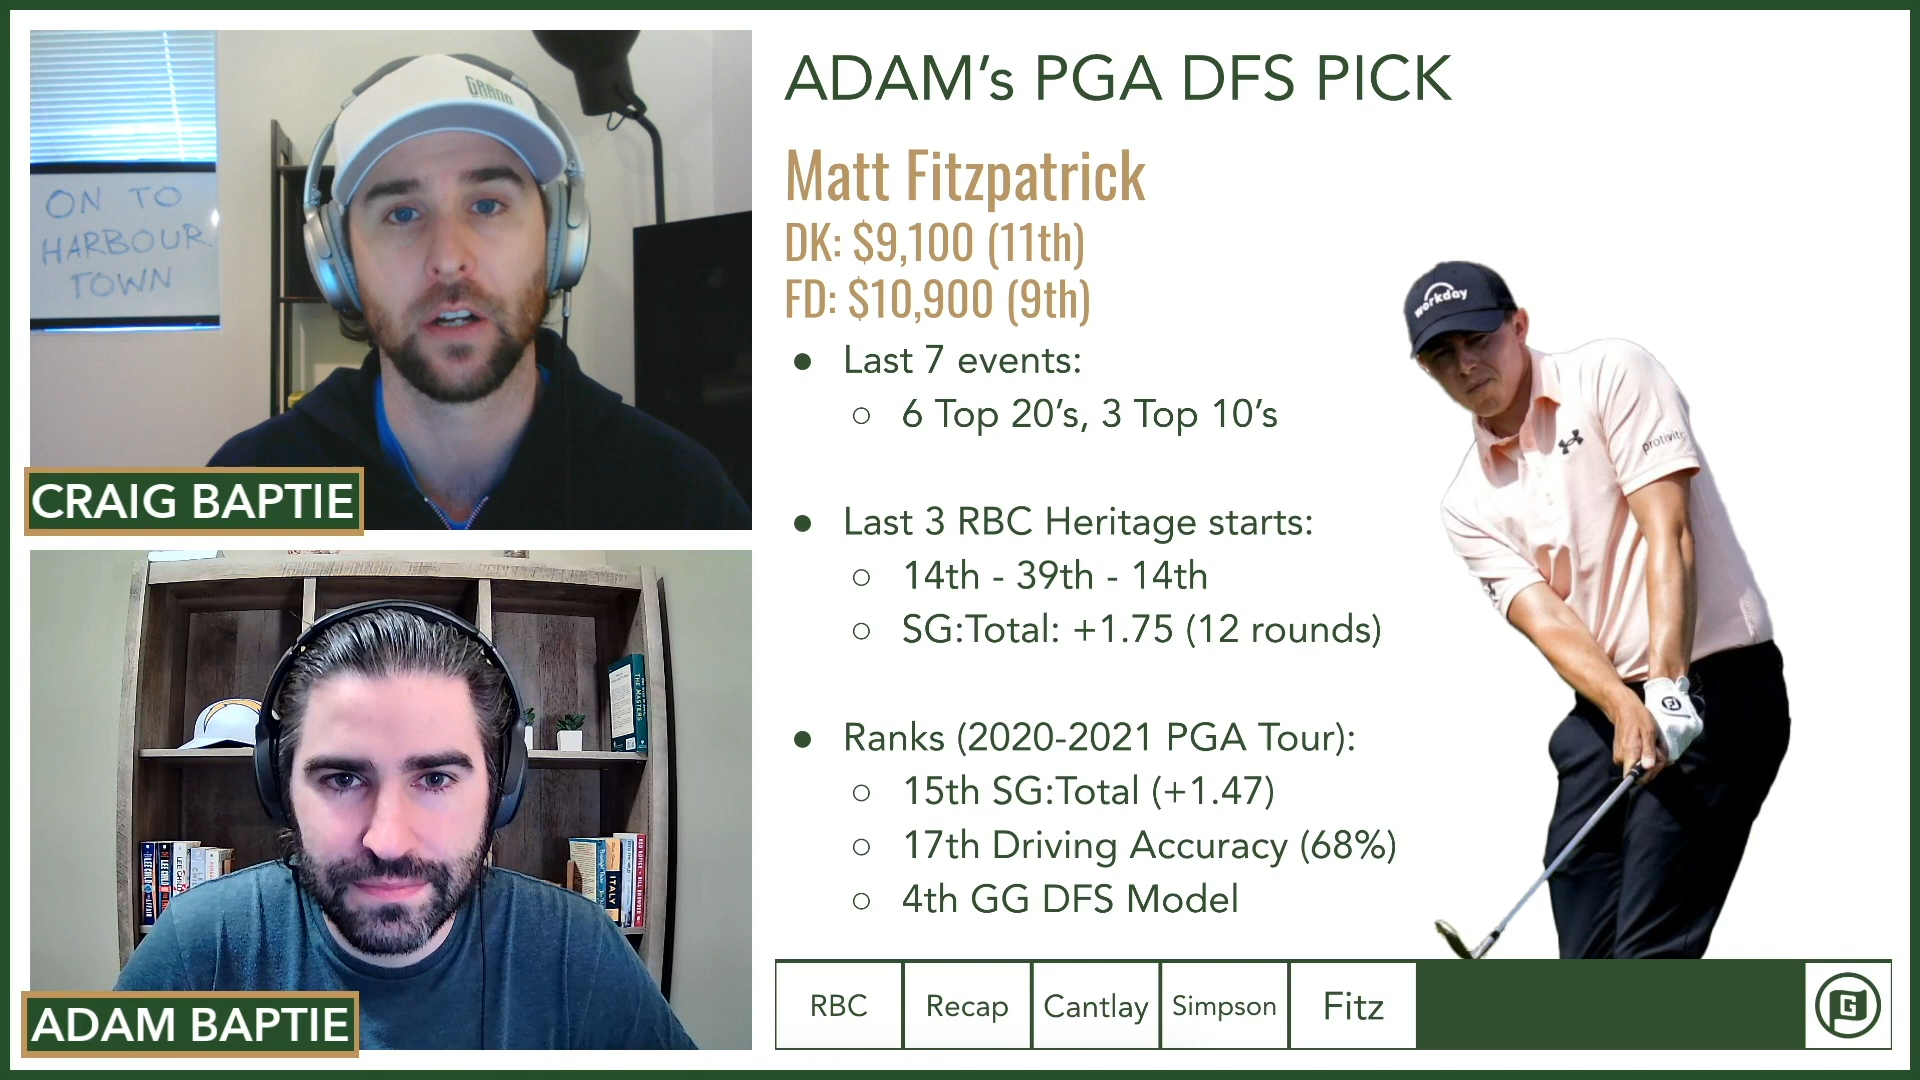 GRAND
ON TO
HARBOUR
TOWN
CRAIG BAPTIE
THE MASTERS
ITALY
ADAM BAPTIE
ADAM's PGA DFS PICK
Matt Fitzpatrick
DK: $9,100 (11th)
FD: $10,900 (9th)
● Last 7 events:
○ 6 Top 20's, 3 Top 10's
● Last 3 RBC Heritage starts:
○ 14th - 39th - 14th
○ SG:Total: +1.75 (12 rounds)
● Ranks (2020-2021 PGA Tour):
○ 15th SG:Total (+1.47)
○ 17th Driving Accuracy (68%)
○ 4th GG DFS Model
workday
protiviti
RBC
Recap
Cantlay
Simpson
Fitz
G